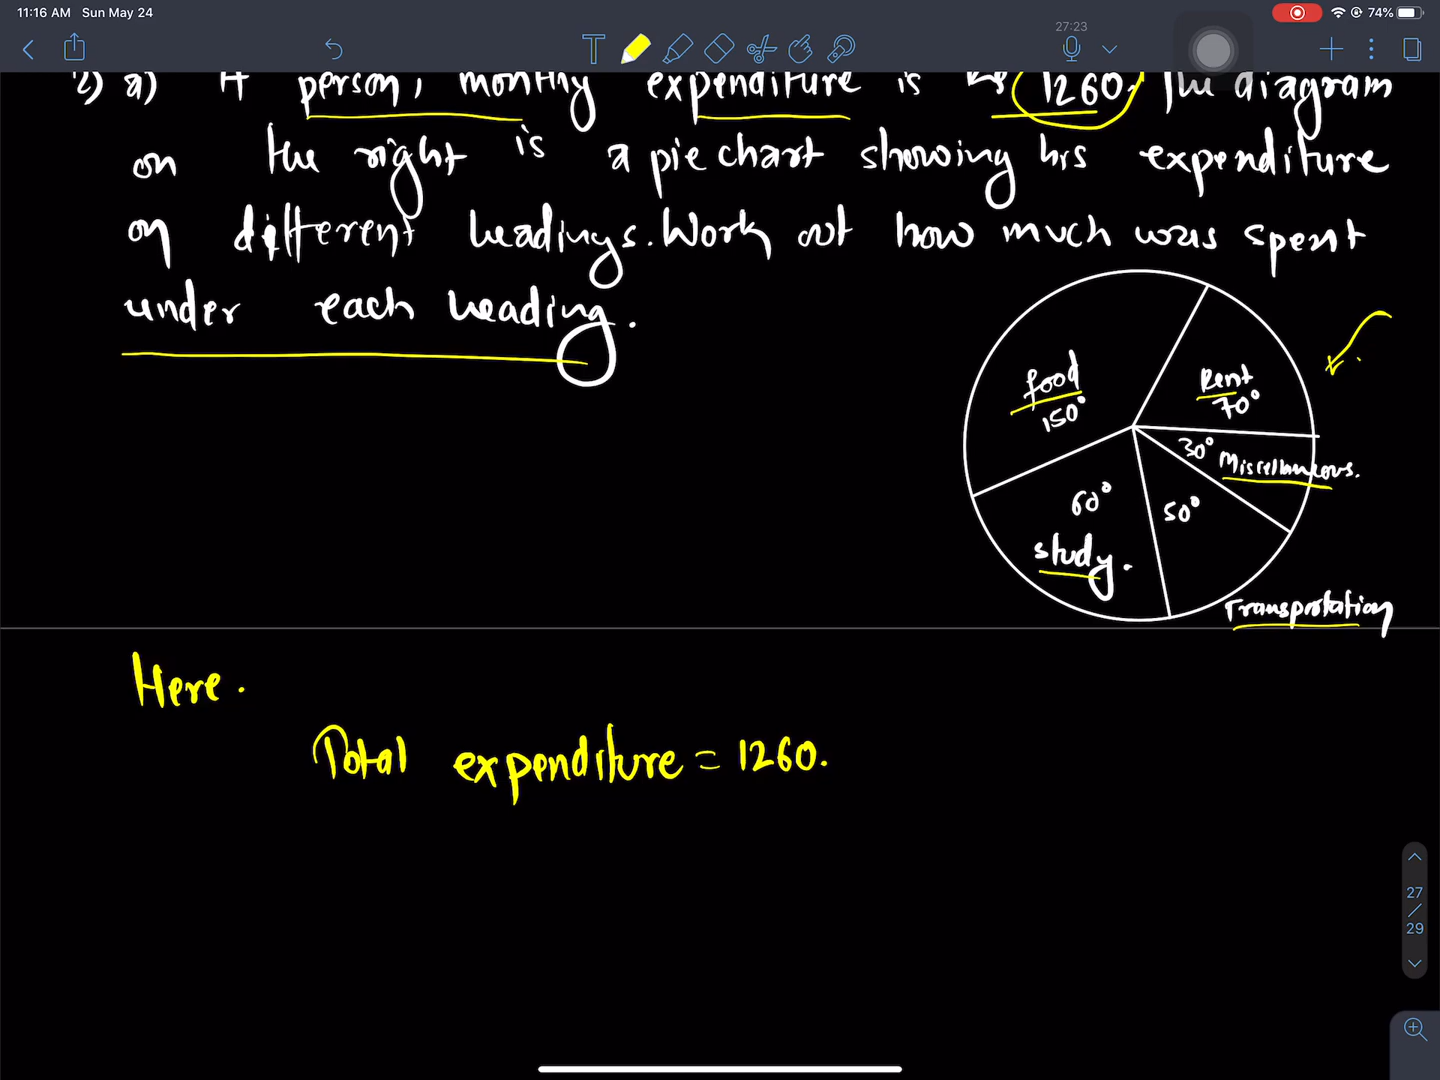 11:16 AM Sun May 24
74%
27:23
T
2) a) A person, monthly expenditure is Rs 1260. The diagram
on the right is a pie chart showing his expenditure
on different headings. Work out how much was spent
under each heading.
food
150°
Rent
70°
30° Miscellaneous.
60°
50°
study.
Transportation
Here.
Total expenditure = 1260.
27
/
29